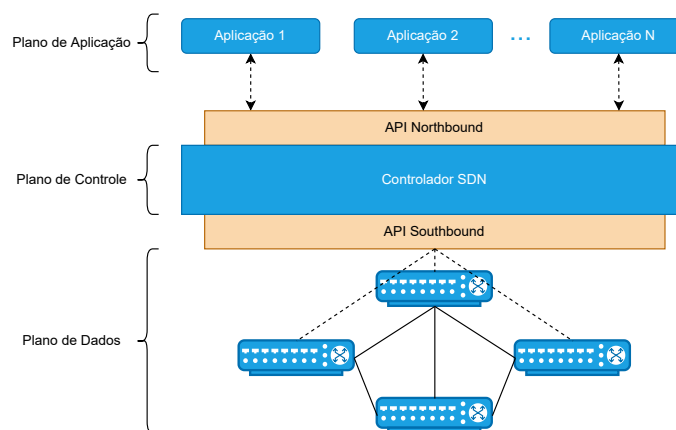 Plano de Aplicação
Aplicação 1
Aplicação 2
...
Aplicação N
API Northbound
Plano de Controle
Controlador SDN
API Southbound
Plano de Dados